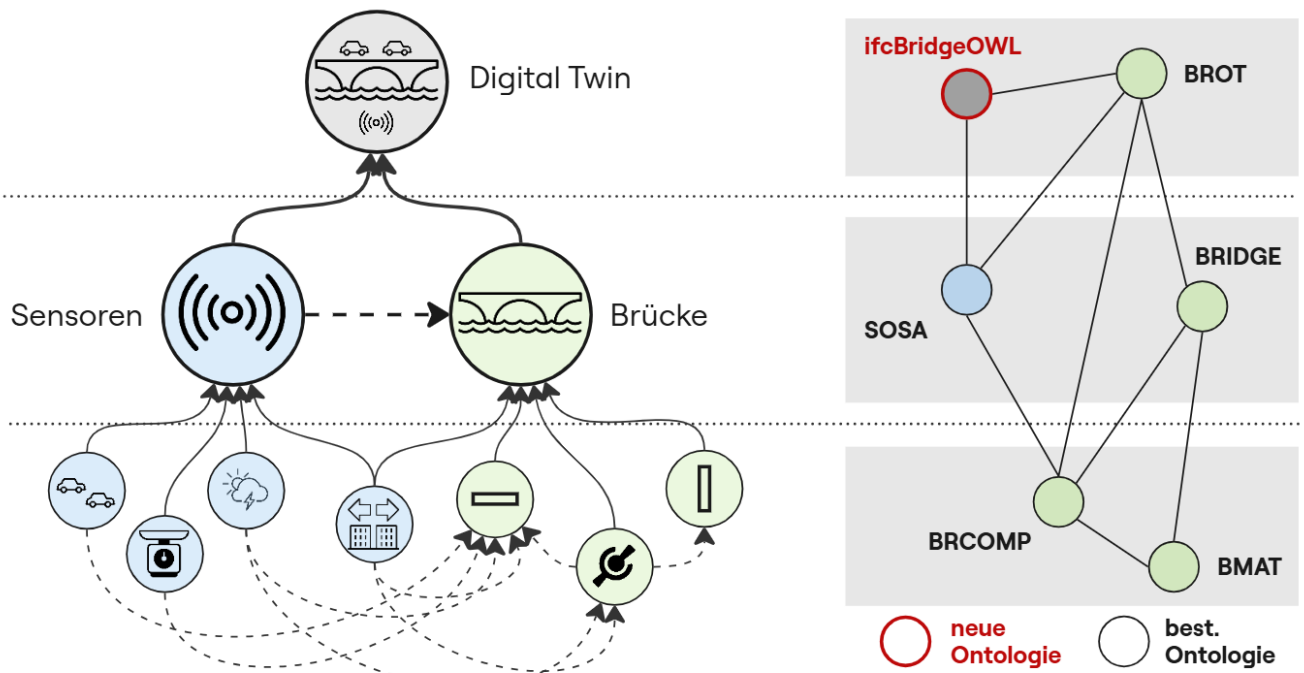 ifcBridgeOWL
Digital Twin
BROT
BRIDGE
Sensoren
Brücke
SOSA
BRCOMP
BMAT
neue
Ontologie
best.
Ontologie